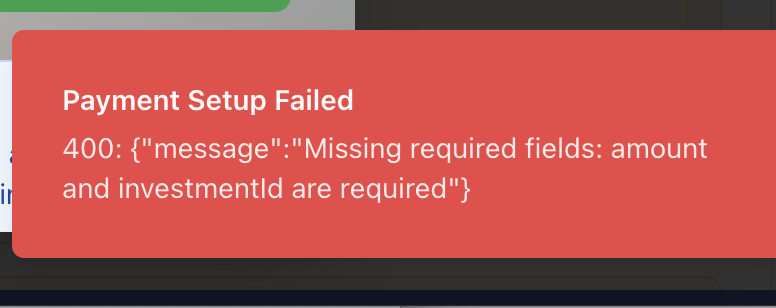 Payment Setup Failed
400: {"message":"Missing required fields: amount
and investmentId are required"}